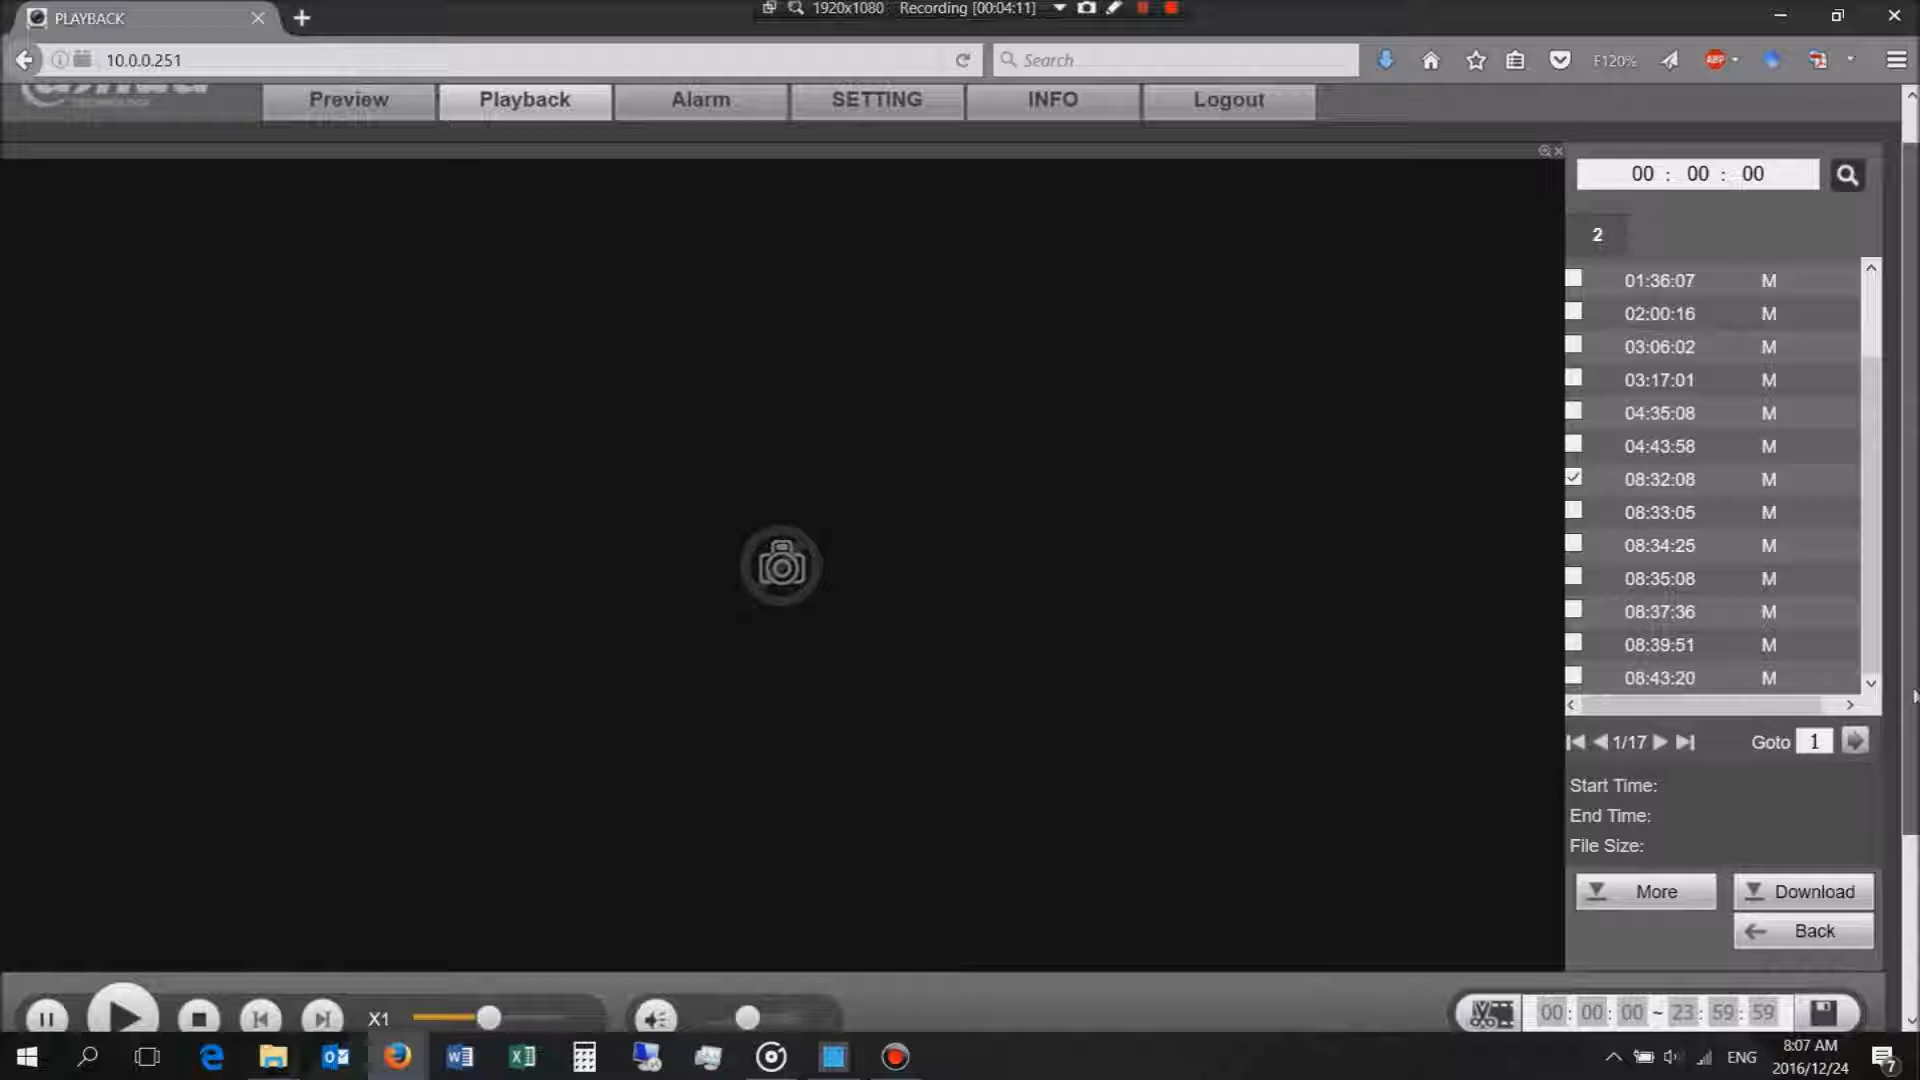 PLAYBACK
1920x1080 Recording [00:04:11]
10.0.0.251
Search
F120%
ABP
TECHNOLOGY
Preview Playback Alarm SETTING INFO Logout
00 : 00 : 00
2
01:36:07 M
02:00:16 M
03:06:02 M
03:17:01 M
04:35:08 M
04:43:58 M
08:32:08 M
08:33:05 M
08:34:25 M
08:35:08 M
08:37:36 M
08:39:51 M
08:43:20 M
1/17 Goto 1
Start Time:
End Time:
File Size:
More Download
Back
X1
00: 00: 00 ~ 23: 59: 59
ENG
8:07 AM
2016/12/24
7